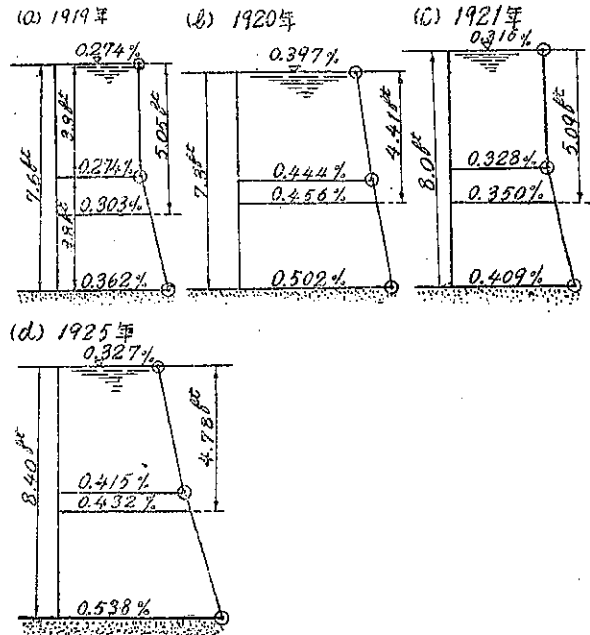 (a) 1919年
0.274%
7.6ft
3.9ft
5.05ft
0.274%
0.303%
3.9ft
0.362%
(b) 1920年
0.397%
7.3ft
4.41ft
0.444%
0.456%
0.502%
(c) 1921年
0.316%
8.0ft
5.09ft
0.328%
0.350%
0.409%
(d) 1925年
0.327%
8.40ft
4.78ft
0.415%
0.432%
0.538%